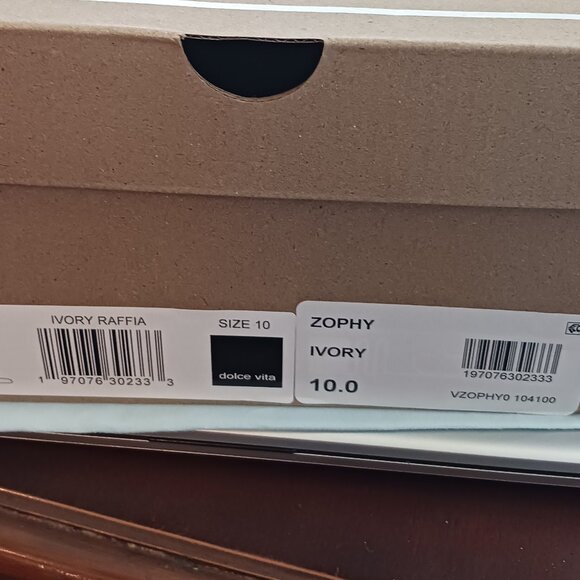 IVORY RAFFIA
SIZE 10
dolce vita
1 97076 30233 3
ZOPHY
IVORY
10.0
197076302333
VZOPHY0 104100